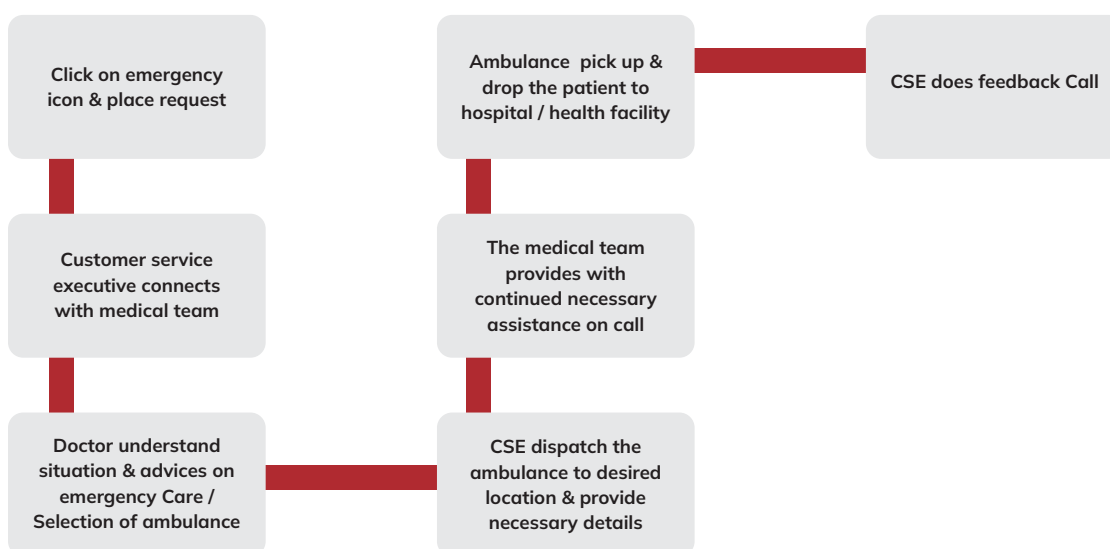 Click on emergency
icon & place request
Customer service
executive connects
with medical team
Doctor understand
situation & advices on
emergency Care /
Selection of ambulance
CSE dispatch the
ambulance to desired
location & provide
necessary details
The medical team
provides with
continued necessary
assistance on call
Ambulance pick up &
drop the patient to
hospital / health facility
CSE does feedback Call